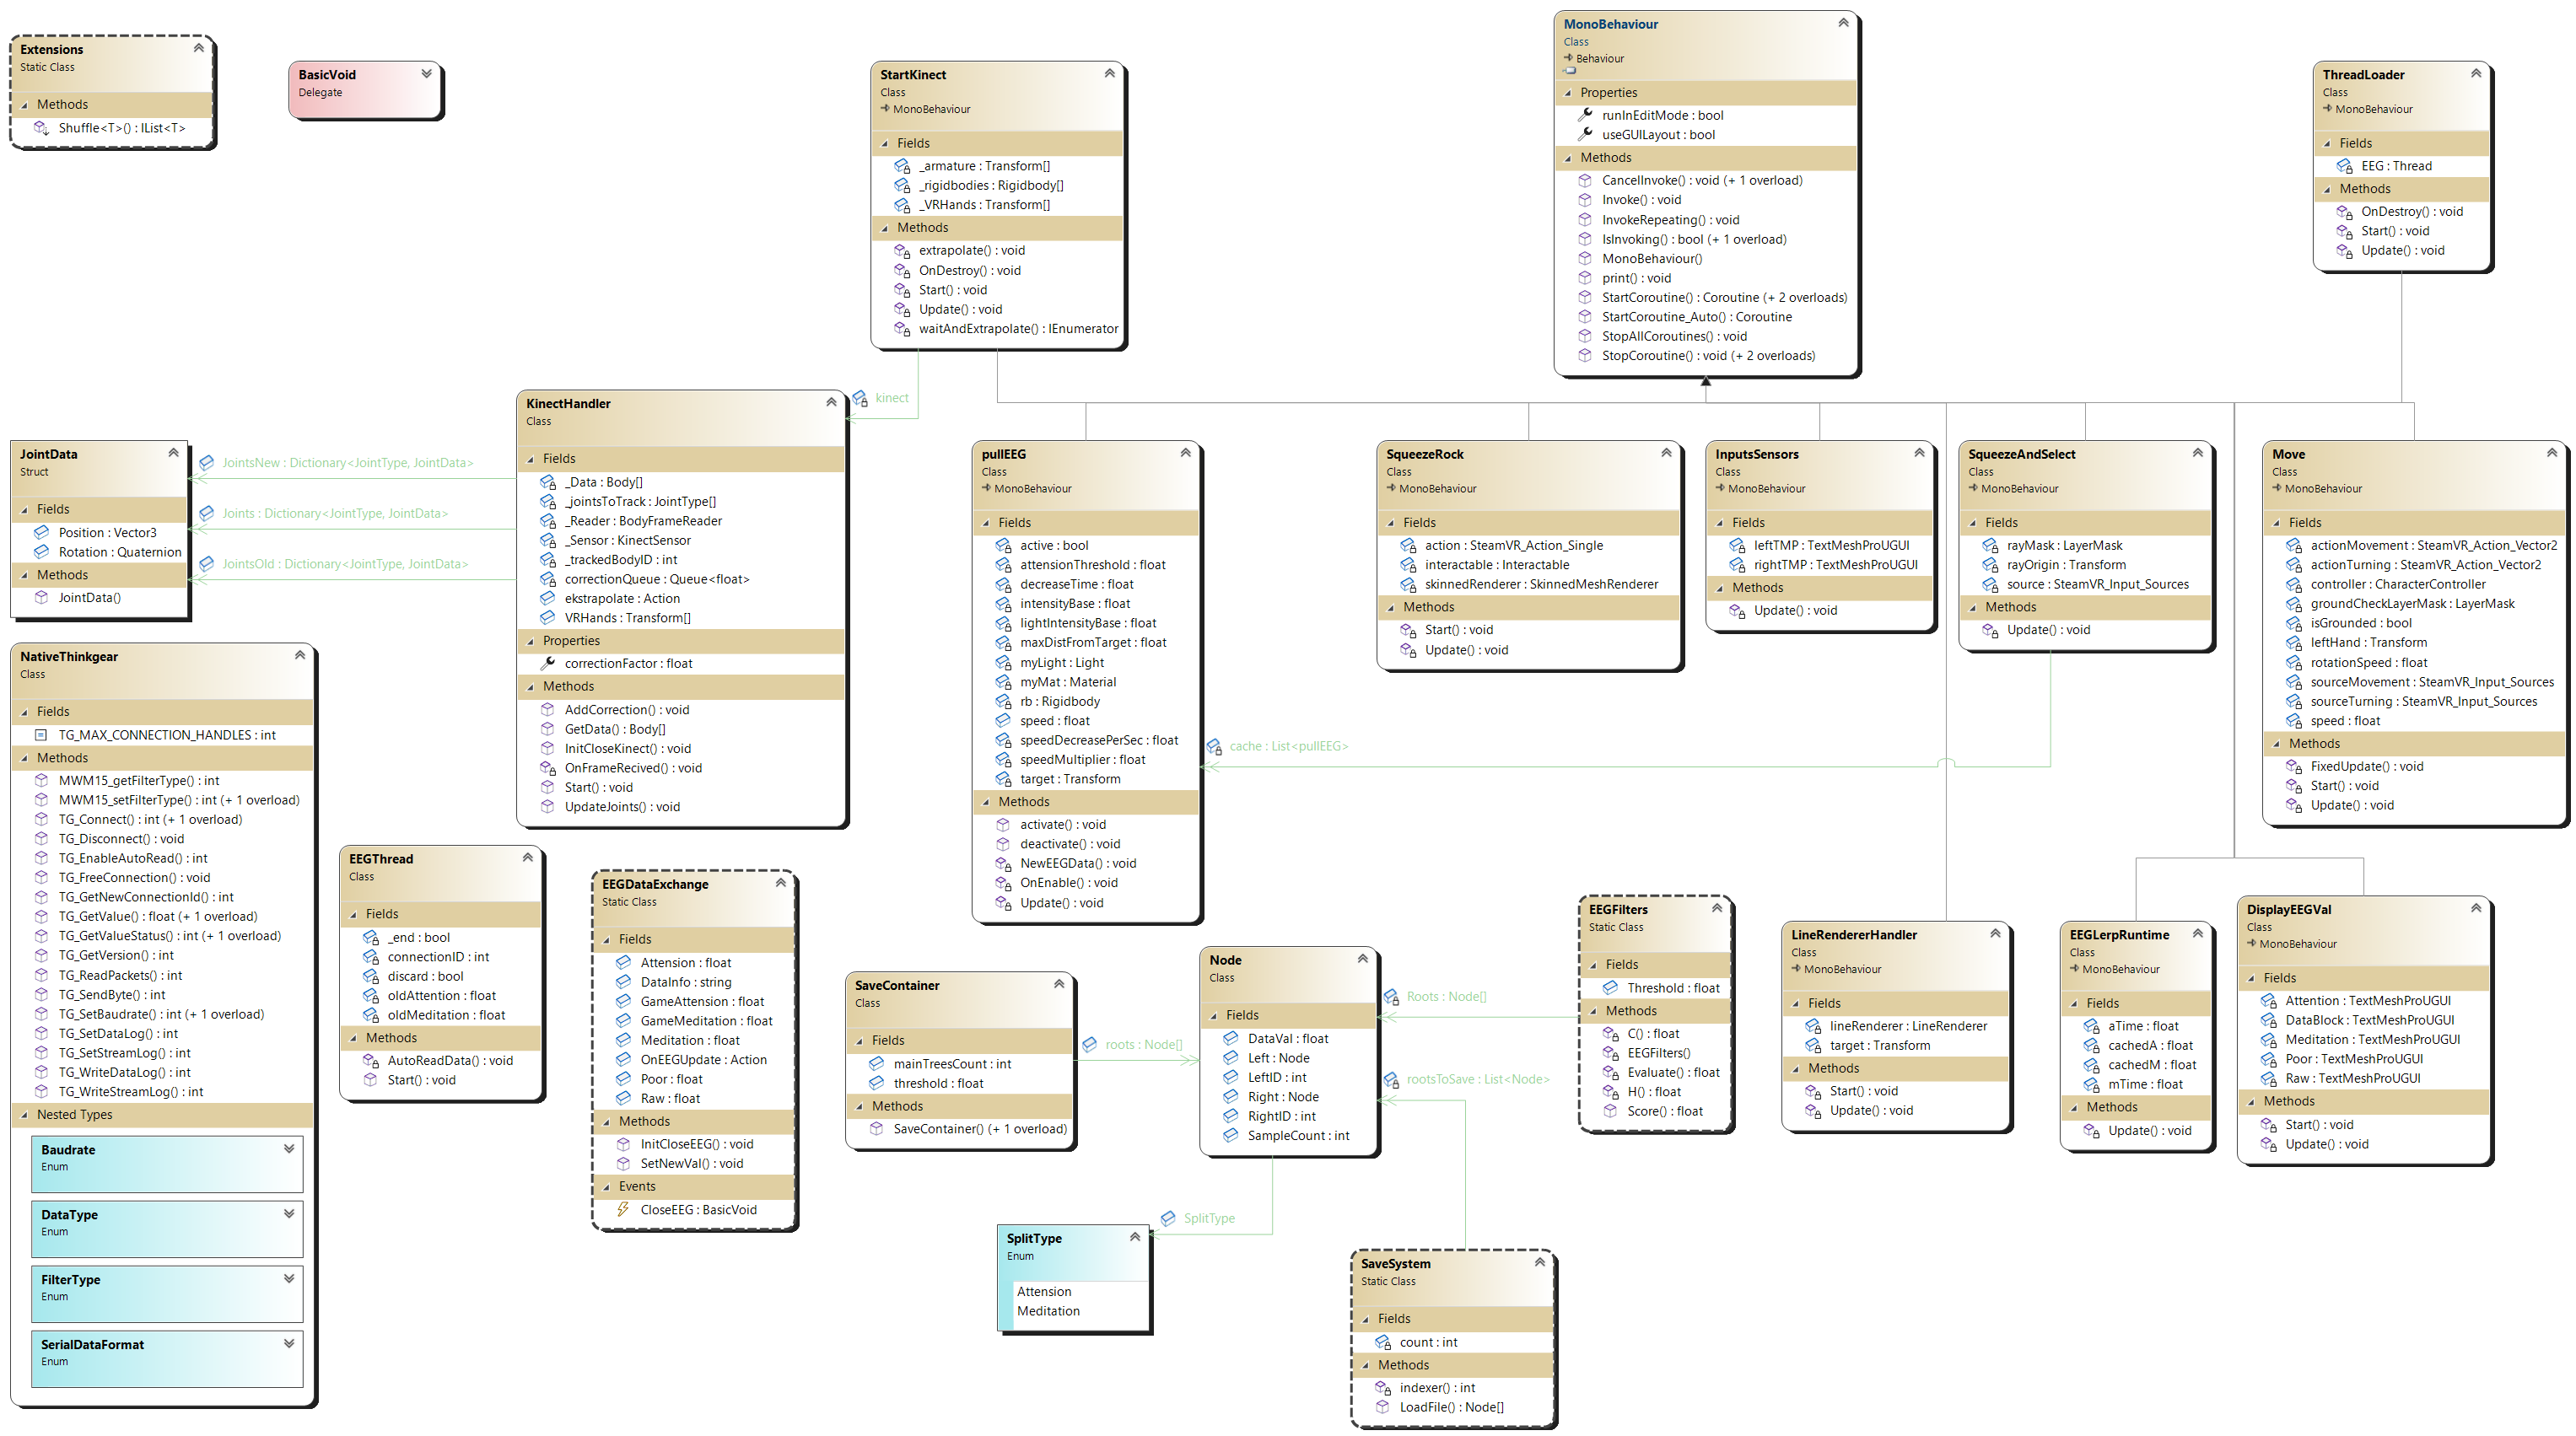 Extensions
Static Class
Methods
Shuffle<T>() : IList<T>
BasicVoid
Delegate
StartKinect
Class
MonoBehaviour
Fields
_armature : Transform[]
_rigidbodies : Rigidbody[]
_VRHands : Transform[]
Methods
extrapolate() : void
OnDestroy() : void
Start() : void
Update() : void
waitAndExtrapolate() : IEnumerator
MonoBehaviour
Class
Behaviour
Properties
runInEditMode : bool
useGUILayout : bool
Methods
CancelInvoke() : void (+ 1 overload)
Invoke() : void
InvokeRepeating() : void
IsInvoking() : bool (+ 1 overload)
MonoBehaviour()
print() : void
StartCoroutine() : Coroutine (+ 2 overloads)
StartCoroutine_Auto() : Coroutine
StopAllCoroutines() : void
StopCoroutine() : void (+ 2 overloads)
ThreadLoader
Class
MonoBehaviour
Fields
EEG : Thread
Methods
OnDestroy() : void
Start() : void
Update() : void
kinect
JointData
Struct
Fields
Position : Vector3
Rotation : Quaternion
Methods
JointData()
JointsNew : Dictionary<JointType, JointData>
Joints : Dictionary<JointType, JointData>
JointsOld : Dictionary<JointType, JointData>
KinectHandler
Class
Fields
_Data : Body[]
_jointsToTrack : JointType[]
_Reader : BodyFrameReader
_Sensor : KinectSensor
_trackedBodyID : int
correctionQueue : Queue<float>
ekstrapolate : Action
VRHands : Transform[]
Properties
correctionFactor : float
Methods
AddCorrection() : void
GetData() : Body[]
InitCloseKinect() : void
OnFrameRecived() : void
Start() : void
UpdateJoints() : void
pullEEG
Class
MonoBehaviour
Fields
active : bool
attensionThreshold : float
decreaseTime : float
intensityBase : float
lightIntensityBase : float
maxDistFromTarget : float
myLight : Light
myMat : Material
rb : Rigidbody
speed : float
speedDecreasePerSec : float
speedMultiplier : float
target : Transform
Methods
activate() : void
deactivate() : void
NewEEGData() : void
OnEnable() : void
Update() : void
SqueezeRock
Class
MonoBehaviour
Fields
action : SteamVR_Action_Single
interactable : Interactable
skinnedRenderer : SkinnedMeshRenderer
Methods
Start() : void
Update() : void
InputsSensors
Class
MonoBehaviour
Fields
leftTMP : TextMeshProUGUI
rightTMP : TextMeshProUGUI
Methods
Update() : void
SqueezeAndSelect
Class
MonoBehaviour
Fields
rayMask : LayerMask
rayOrigin : Transform
source : SteamVR_Input_Sources
Methods
Update() : void
cache : List<pullEEG>
Move
Class
MonoBehaviour
Fields
actionMovement : SteamVR_Action_Vector2
actionTurning : SteamVR_Action_Vector2
controller : CharacterController
groundCheckLayerMask : LayerMask
isGrounded : bool
leftHand : Transform
rotationSpeed : float
sourceMovement : SteamVR_Input_Sources
sourceTurning : SteamVR_Input_Sources
speed : float
Methods
FixedUpdate() : void
Start() : void
Update() : void
NativeThinkgear
Class
Fields
TG_MAX_CONNECTION_HANDLES : int
Methods
MWM15_getFilterType() : int
MWM15_setFilterType() : int (+ 1 overload)
TG_Connect() : int (+ 1 overload)
TG_Disconnect() : void
TG_EnableAutoRead() : int
TG_FreeConnection() : void
TG_GetNewConnectionId() : int
TG_GetValue() : float (+ 1 overload)
TG_GetValueStatus() : int (+ 1 overload)
TG_GetVersion() : int
TG_ReadPackets() : int
TG_SendByte() : int
TG_SetBaudrate() : int (+ 1 overload)
TG_SetDataLog() : int
TG_SetStreamLog() : int
TG_WriteDataLog() : int
TG_WriteStreamLog() : int
Nested Types
Baudrate
Enum
DataType
Enum
FilterType
Enum
SerialDataFormat
Enum
EEGThread
Class
Fields
_end : bool
connectionID : int
discard : bool
oldAttention : float
oldMeditation : float
Methods
AutoReadData() : void
Start() : void
EEGDataExchange
Static Class
Fields
Attension : float
DataInfo : string
GameAttension : float
GameMeditation : float
Meditation : float
OnEEGUpdate : Action
Poor : float
Raw : float
Methods
InitCloseEEG() : void
SetNewVal() : void
Events
CloseEEG : BasicVoid
SaveContainer
Class
Fields
mainTreesCount : int
threshold : float
Methods
SaveContainer() (+ 1 overload)
roots : Node[]
Node
Class
Fields
DataVal : float
Left : Node
LeftID : int
Right : Node
RightID : int
SampleCount : int
SplitType
SplitType
Enum
Attension
Meditation
Roots : Node[]
rootsToSave : List<Node>
EEGFilters
Static Class
Fields
Threshold : float
Methods
C() : float
EEGFilters()
Evaluate() : float
H() : float
Score() : float
SaveSystem
Static Class
Fields
count : int
Methods
indexer() : int
LoadFile() : Node[]
LineRendererHandler
Class
MonoBehaviour
Fields
lineRenderer : LineRenderer
target : Transform
Methods
Start() : void
Update() : void
EEGLerpRuntime
Class
MonoBehaviour
Fields
aTime : float
cachedA : float
cachedM : float
mTime : float
Methods
Update() : void
DisplayEEGVal
Class
MonoBehaviour
Fields
Attention : TextMeshProUGUI
DataBlock : TextMeshProUGUI
Meditation : TextMeshProUGUI
Poor : TextMeshProUGUI
Raw : TextMeshProUGUI
Methods
Start() : void
Update() : void